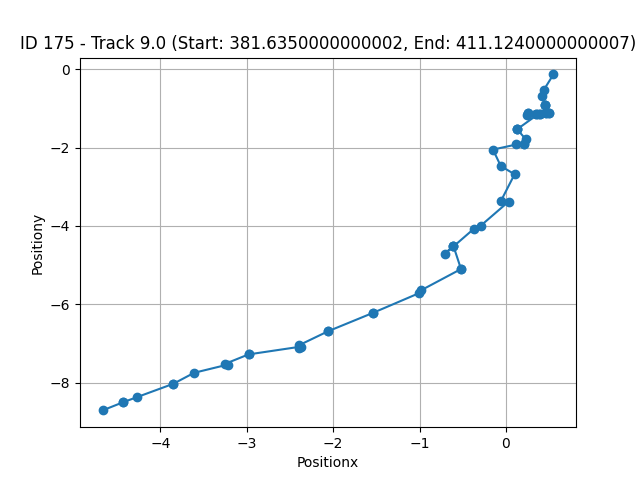 ID 175 - Track 9.0 (Start: 381.6350000000002, End: 411.1240000000007)
0
−2
−4
−6
−8
Positiony
−4 −3 −2 −1 0
Positionx